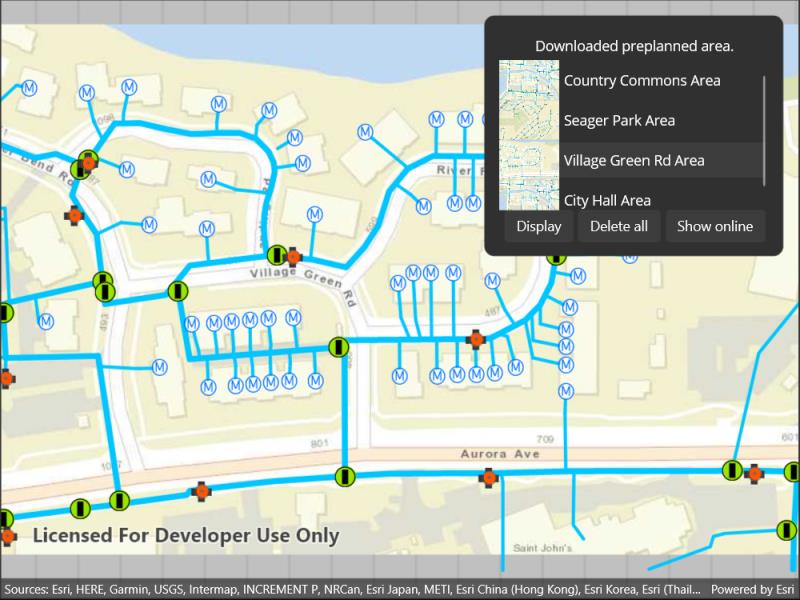 Downloaded preplanned area.
Country Commons Area
Seager Park Area
Village Green Rd Area
City Hall Area
Display
Delete all
Show online
M M M M M M M M
River
Village Green Rd
487
493
801
709
601
Aurora Ave
Saint John's
Licensed For Developer Use Only
Sources: Esri, HERE, Garmin, USGS, Intermap, INCREMENT P, NRCan, Esri Japan, METI, Esri China (Hong Kong), Esri Korea, Esri (Thail...
Powered by Esri